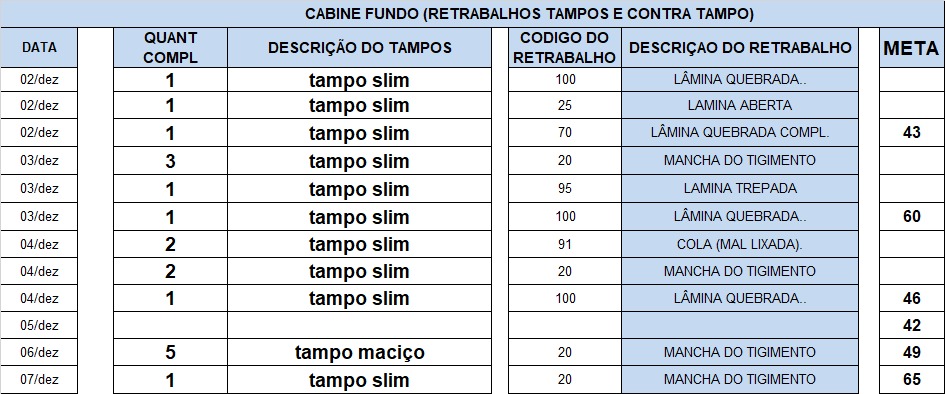 CABINE FUNDO (RETRABALHOS TAMPOS E CONTRA TAMPO)
DATA QUANT COMPL DESCRIÇÃO DO TAMPOS CODIGO DO RETRABALHO DESCRIÇAO DO RETRABALHO META
02/dez 1 tampo slim 100 LÂMINA QUEBRADA..
02/dez 1 tampo slim 25 LAMINA ABERTA
02/dez 1 tampo slim 70 LÂMINA QUEBRADA COMPL. 43
03/dez 3 tampo slim 20 MANCHA DO TIGIMENTO
03/dez 1 tampo slim 95 LAMINA TREPADA
03/dez 1 tampo slim 100 LÂMINA QUEBRADA.. 60
04/dez 2 tampo slim 91 COLA (MAL LIXADA).
04/dez 2 tampo slim 20 MANCHA DO TIGIMENTO
04/dez 1 tampo slim 100 LÂMINA QUEBRADA.. 46
05/dez 42
06/dez 5 tampo maciço 20 MANCHA DO TIGIMENTO 49
07/dez 1 tampo slim 20 MANCHA DO TIGIMENTO 65